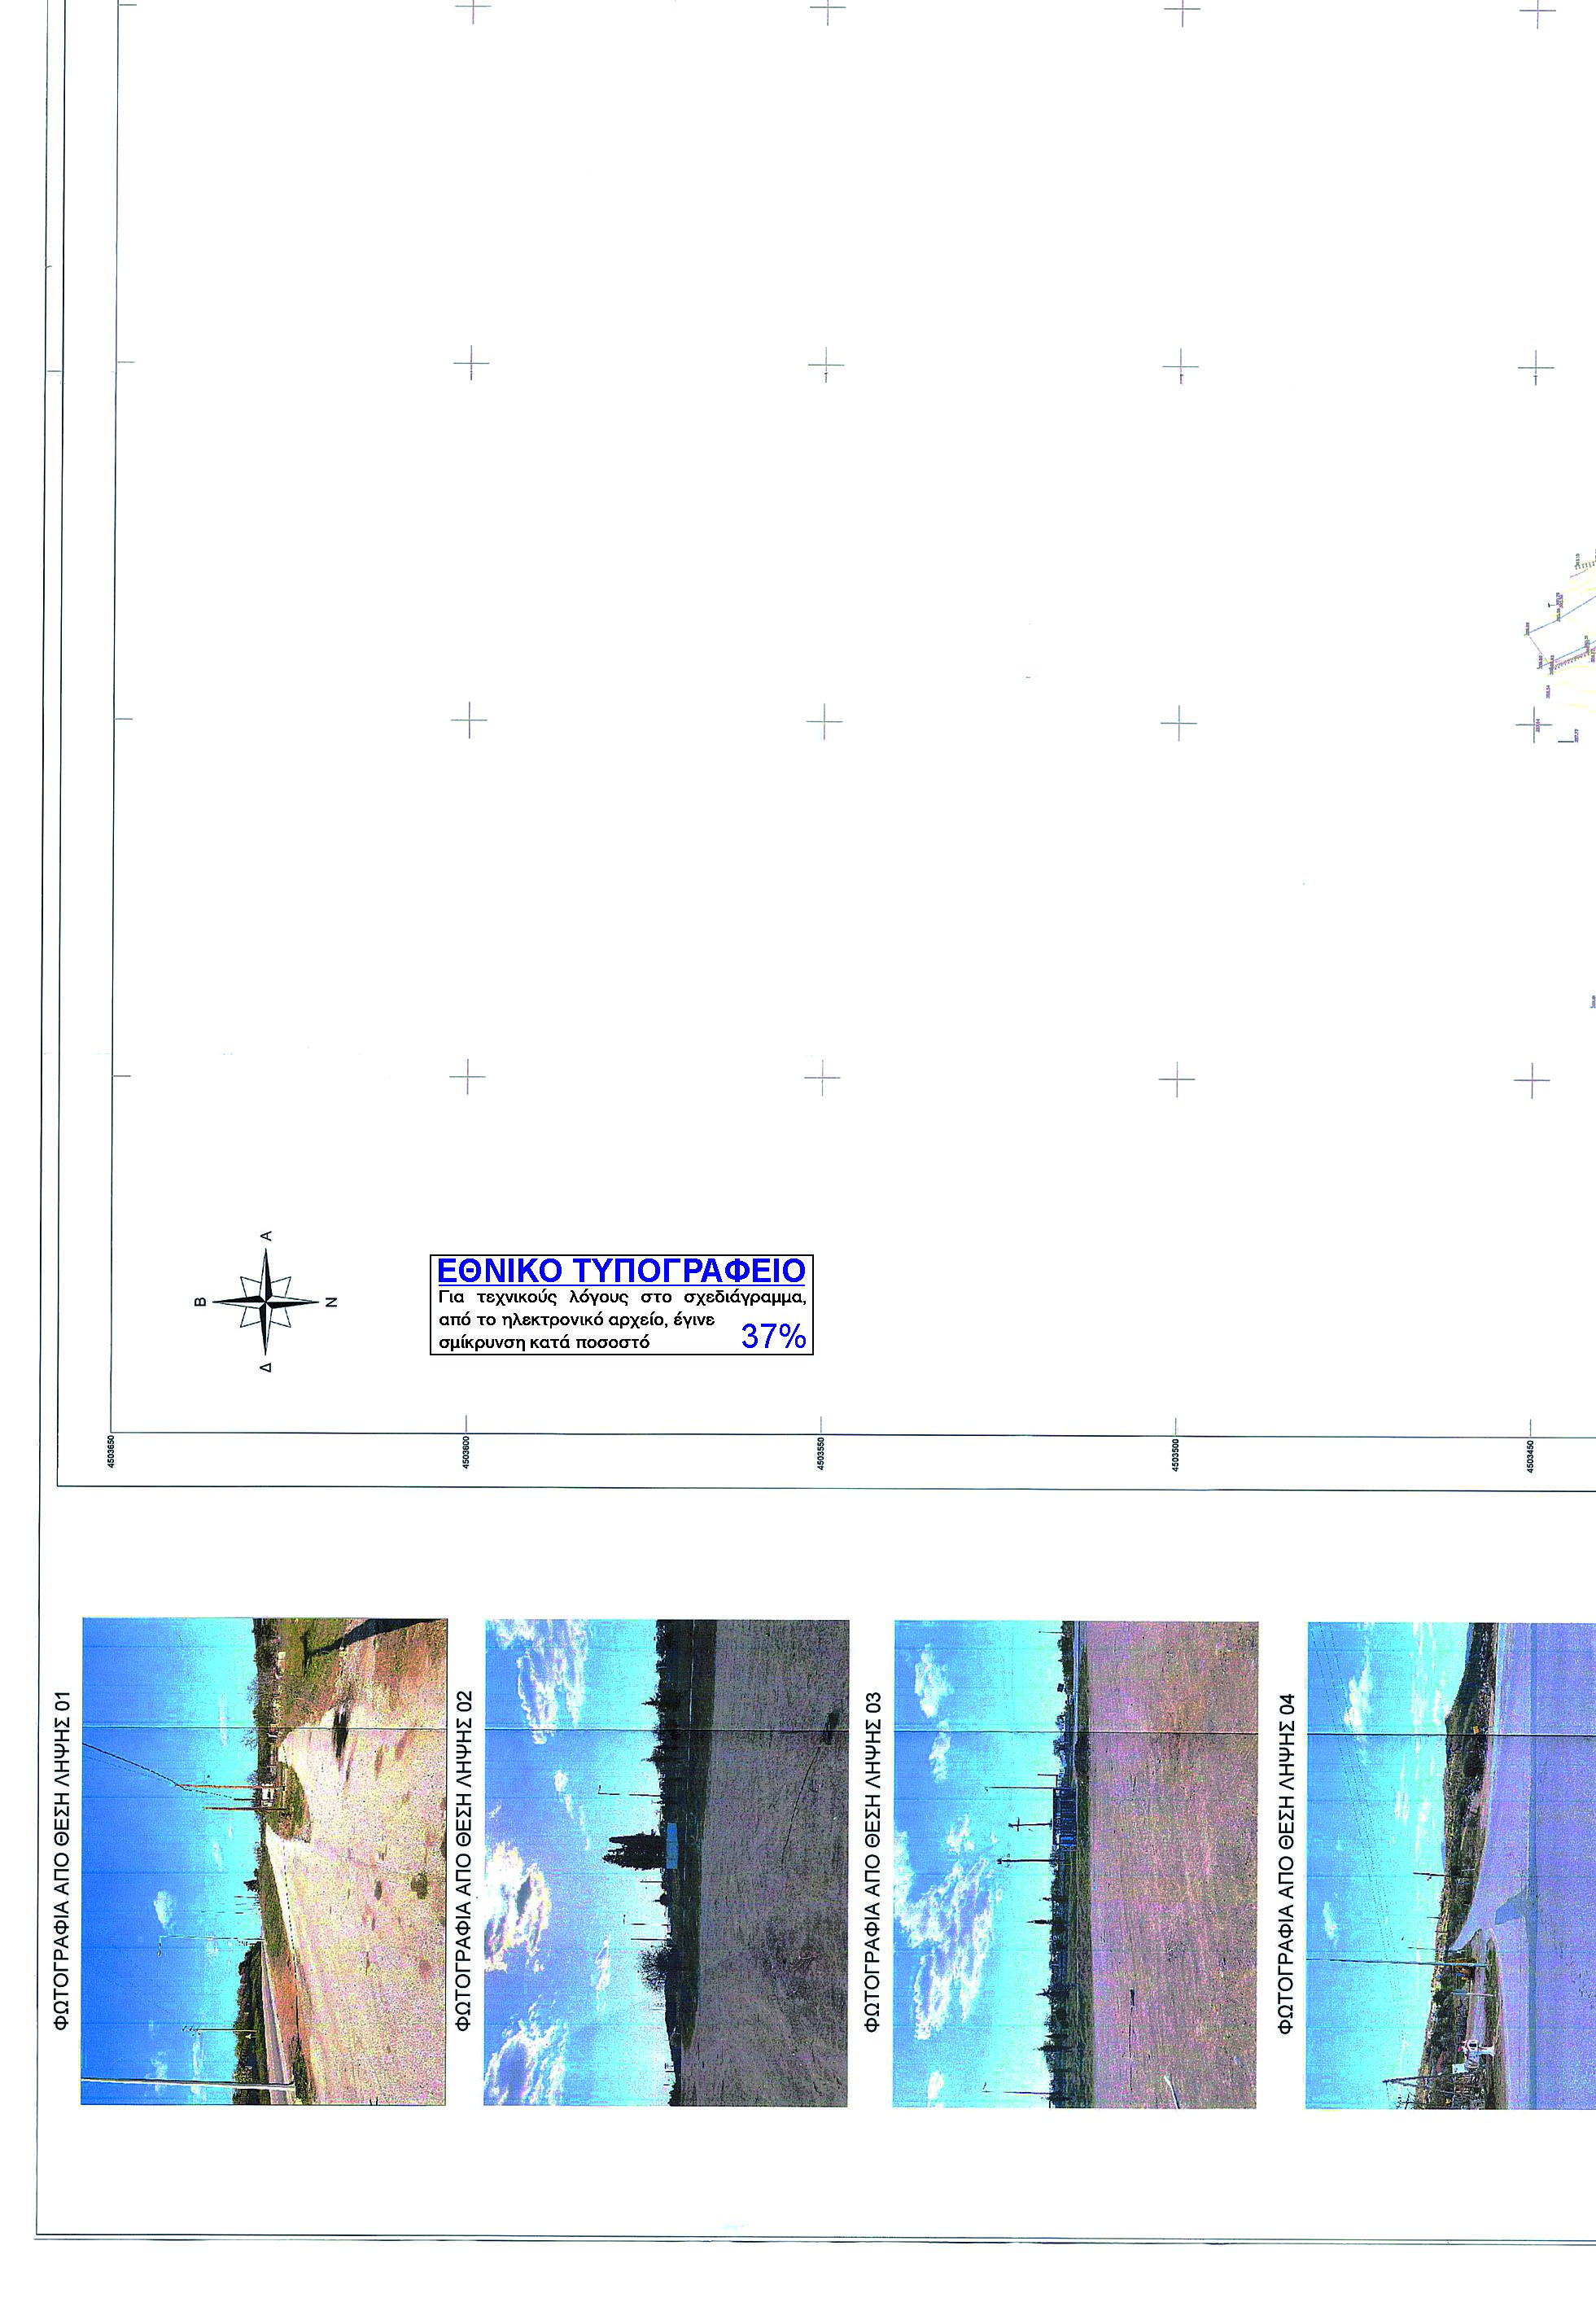 Β
Α
Ν
Δ
ΕΘΝΙΚΟ ΤΥΠΟΓΡΑΦΕΙΟ
Για τεχνικούς λόγους στο σχεδιάγραμμα,
από το ηλεκτρονικό αρχείο, έγινε
σμίκρυνση κατά ποσοστό 37%
4503650
4503600
4503550
4503500
4503450
ΦΩΤΟΓΡΑΦΙΑ ΑΠΟ ΘΕΣΗ ΛΗΨΗΣ 01
ΦΩΤΟΓΡΑΦΙΑ ΑΠΟ ΘΕΣΗ ΛΗΨΗΣ 02
ΦΩΤΟΓΡΑΦΙΑ ΑΠΟ ΘΕΣΗ ΛΗΨΗΣ 03
ΦΩΤΟΓΡΑΦΙΑ ΑΠΟ ΘΕΣΗ ΛΗΨΗΣ 04